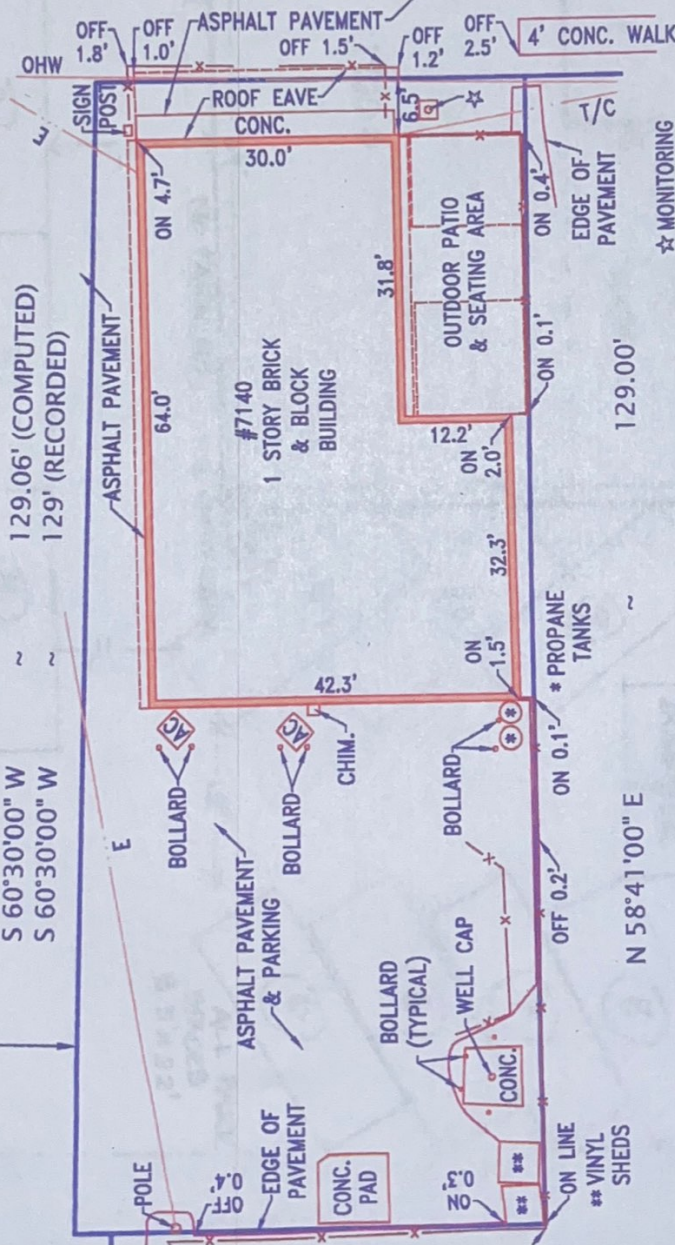 OFF
1.8'
OFF
1.0'
ASPHALT PAVEMENT
OFF 1.5'
OFF
1.2'
OFF
2.5'
4' CONC. WALK
OHW
SIGN
POST
ROOF EAVE
CONC.
6.5'
☆
T/C
E
30.0'
ON 4.7'
ON 0.4'
EDGE OF
PAVEMENT
☆ MONITORING
OUTDOOR PATIO
& SEATING AREA
31.8'
129.06' (COMPUTED)
129' (RECORDED)
ASPHALT PAVEMENT
64.0'
#7140
1 STORY BRICK
& BLOCK
BUILDING
ON 0.1'
129.00'
12.2'
ON
2.0'
32.3'
~
~
42.3'
ON
1.5'
* PROPANE
TANKS
~
S 60°30'00" W
S 60°30'00" W
AC
AC
BOLLARD
BOLLARD
CHIM.
BOLLARD
*
*
ON 0.1'
E
ASPHALT PAVEMENT
& PARKING
OFF 0.2'
N 58°41'00" E
BOLLARD
(TYPICAL)
WELL CAP
CONC.
POLE
OFF
0.4'
EDGE OF
PAVEMENT
CONC.
PAD
ON
0.3'
**
**
ON LINE
** VINYL
SHEDS